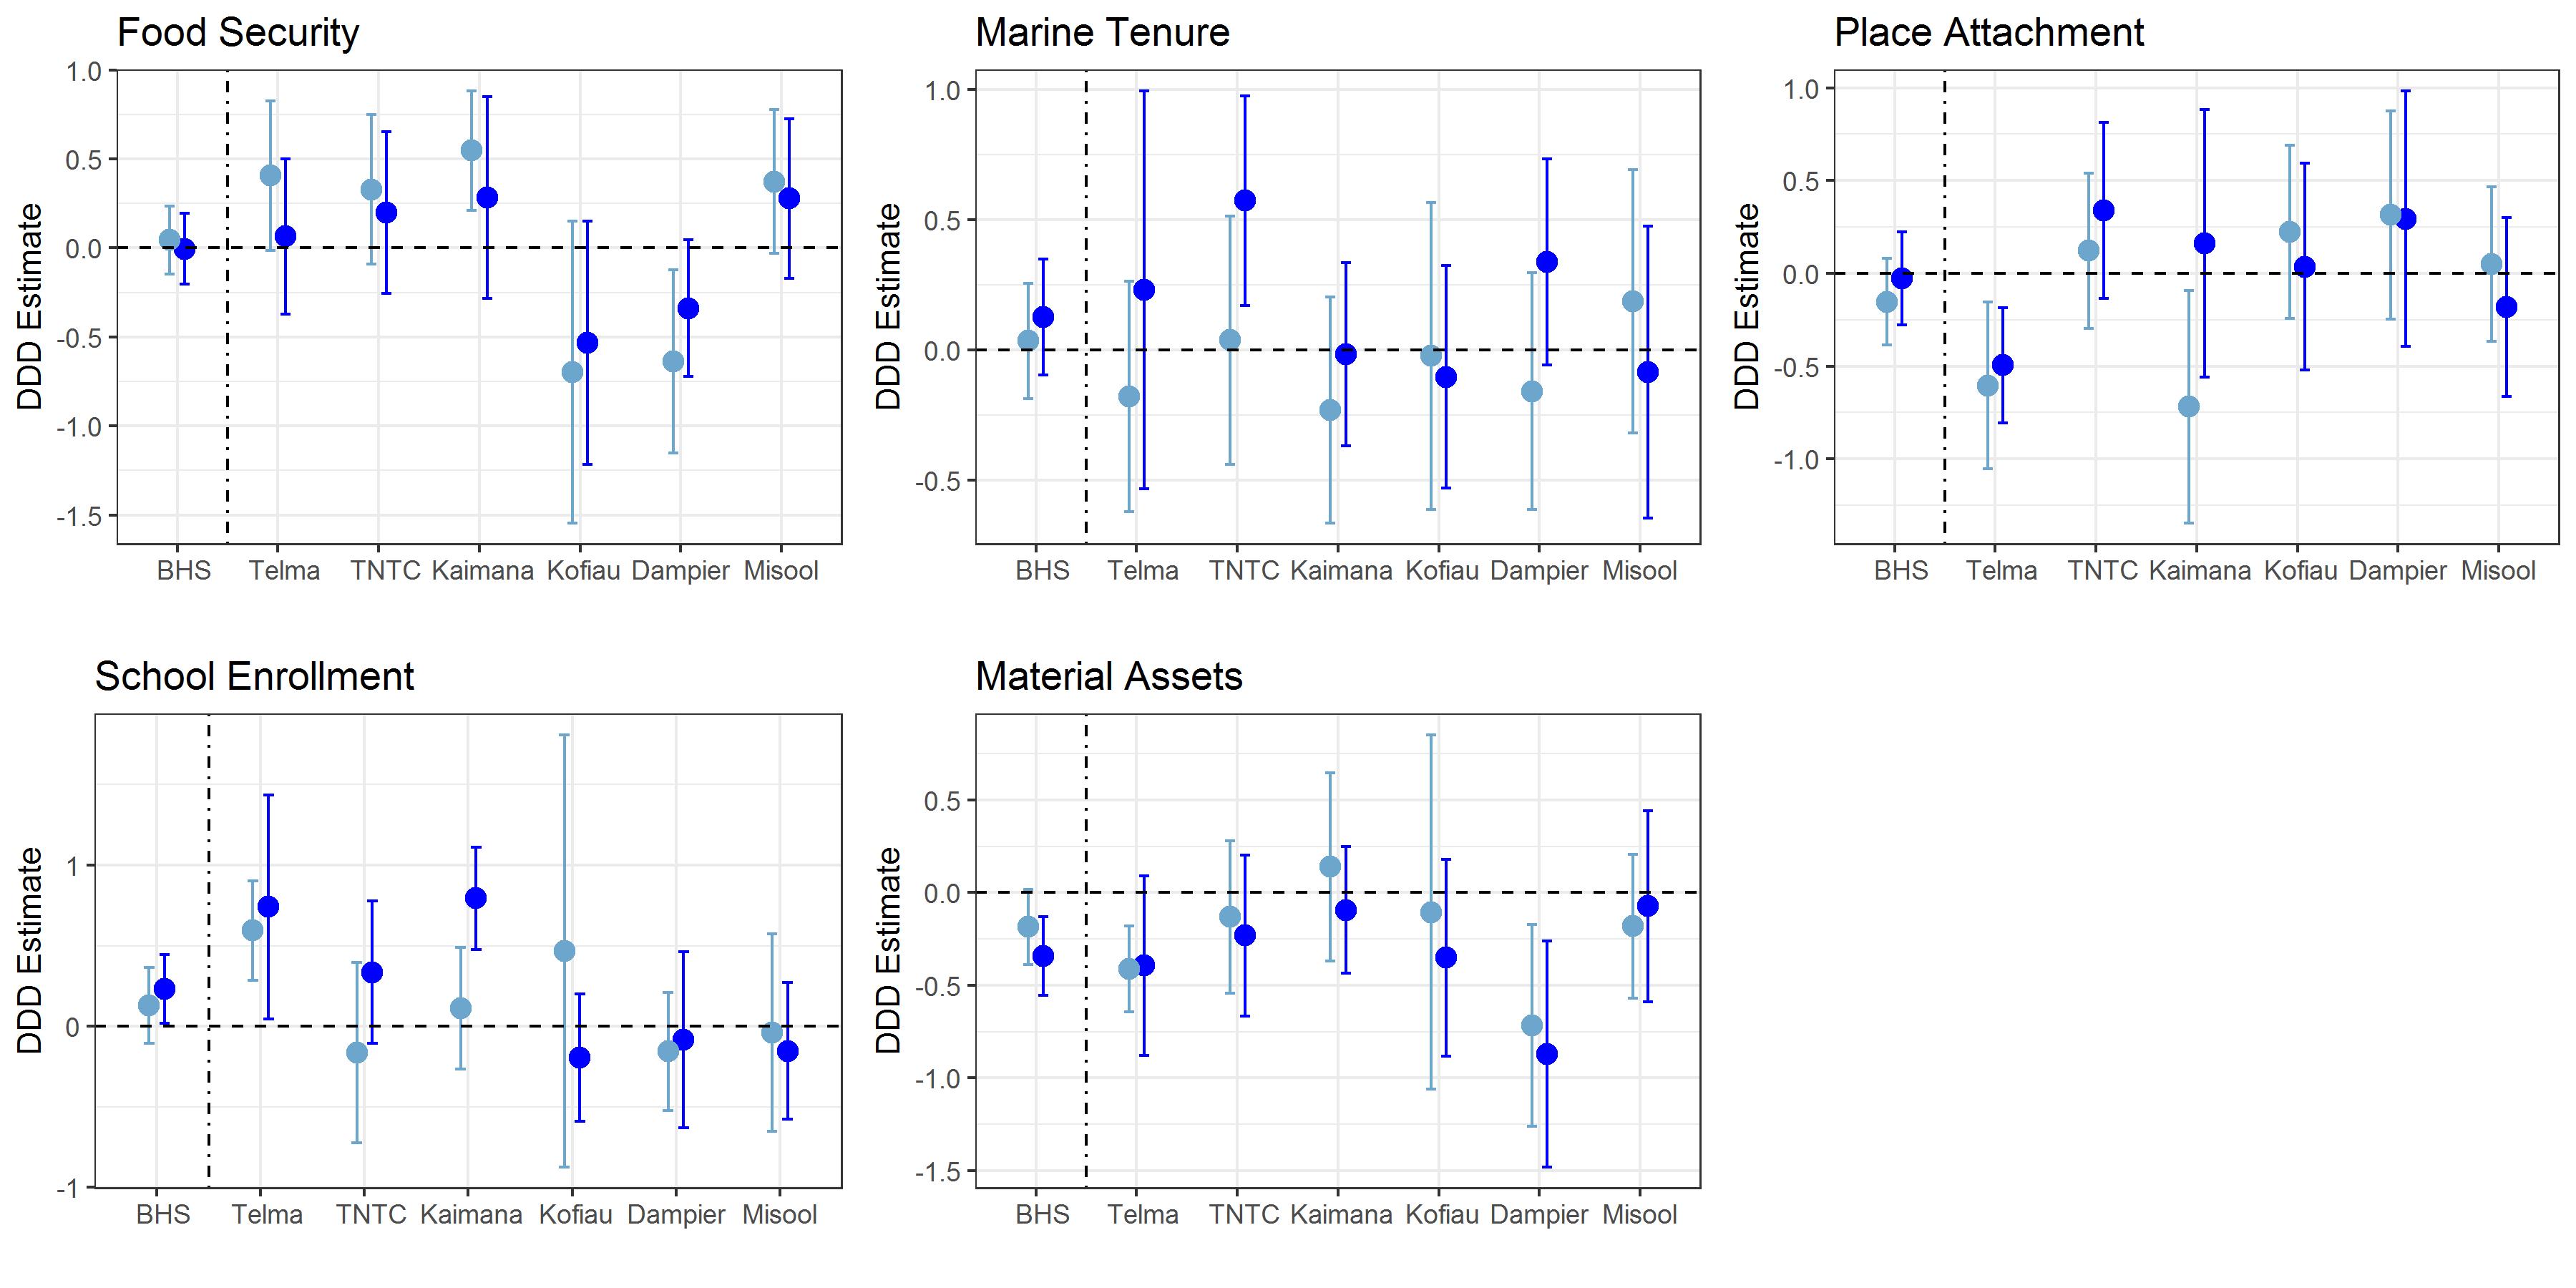 Food Security
DDD Estimate
1.0
0.5
0.0
-0.5
-1.0
-1.5
BHS Telma TNTC Kaimana Kofiau Dampier Misool
Marine Tenure
DDD Estimate
1.0
0.5
0.0
-0.5
BHS Telma TNTC Kaimana Kofiau Dampier Misool
Place Attachment
DDD Estimate
1.0
0.5
0.0
-0.5
-1.0
BHS Telma TNTC Kaimana Kofiau Dampier Misool
School Enrollment
DDD Estimate
1
0
-1
BHS Telma TNTC Kaimana Kofiau Dampier Misool
Material Assets
DDD Estimate
0.5
0.0
-0.5
-1.0
-1.5
BHS Telma TNTC Kaimana Kofiau Dampier Misool